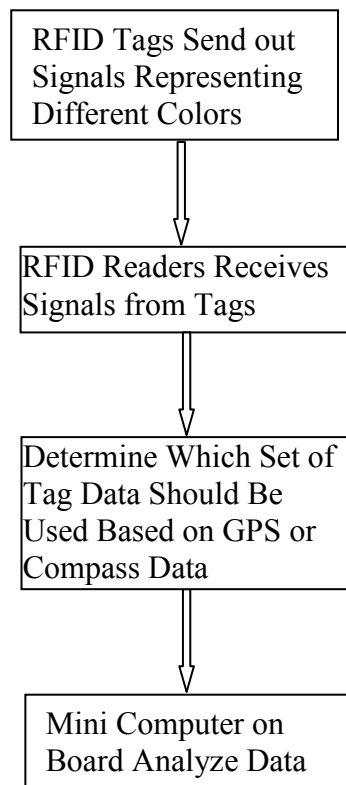 RFID Tags Send out
Signals Representing
Different Colors
RFID Readers Receives
Signals from Tags
Determine Which Set of
Tag Data Should Be
Used Based on GPS or
Compass Data
Mini Computer on
Board Analyze Data